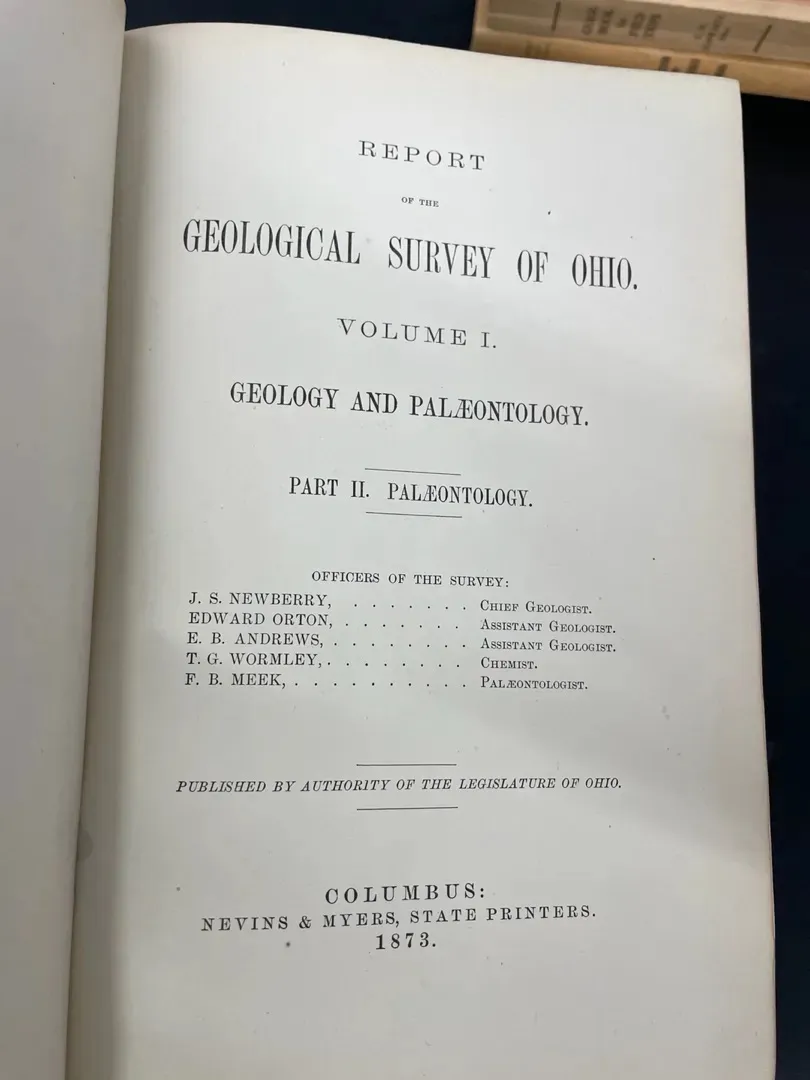 REPORT
OF THE
GEOLOGICAL SURVEY OF OHIO.
VOLUME I.
GEOLOGY AND PALÆONTOLOGY.
PART II. PALÆONTOLOGY.
OFFICERS OF THE SURVEY:
J. S. NEWBERRY, . . . . . . . CHIEF GEOLOGIST.
EDWARD ORTON, . . . . . . . ASSISTANT GEOLOGIST.
E. B. ANDREWS, . . . . . . . . ASSISTANT GEOLOGIST.
T. G. WORMLEY, . . . . . . . . CHEMIST.
F. B. MEEK, . . . . . . . . . . PALÆONTOLOGIST.
PUBLISHED BY AUTHORITY OF THE LEGISLATURE OF OHIO.
COLUMBUS:
NEVINS & MYERS, STATE PRINTERS.
1873.